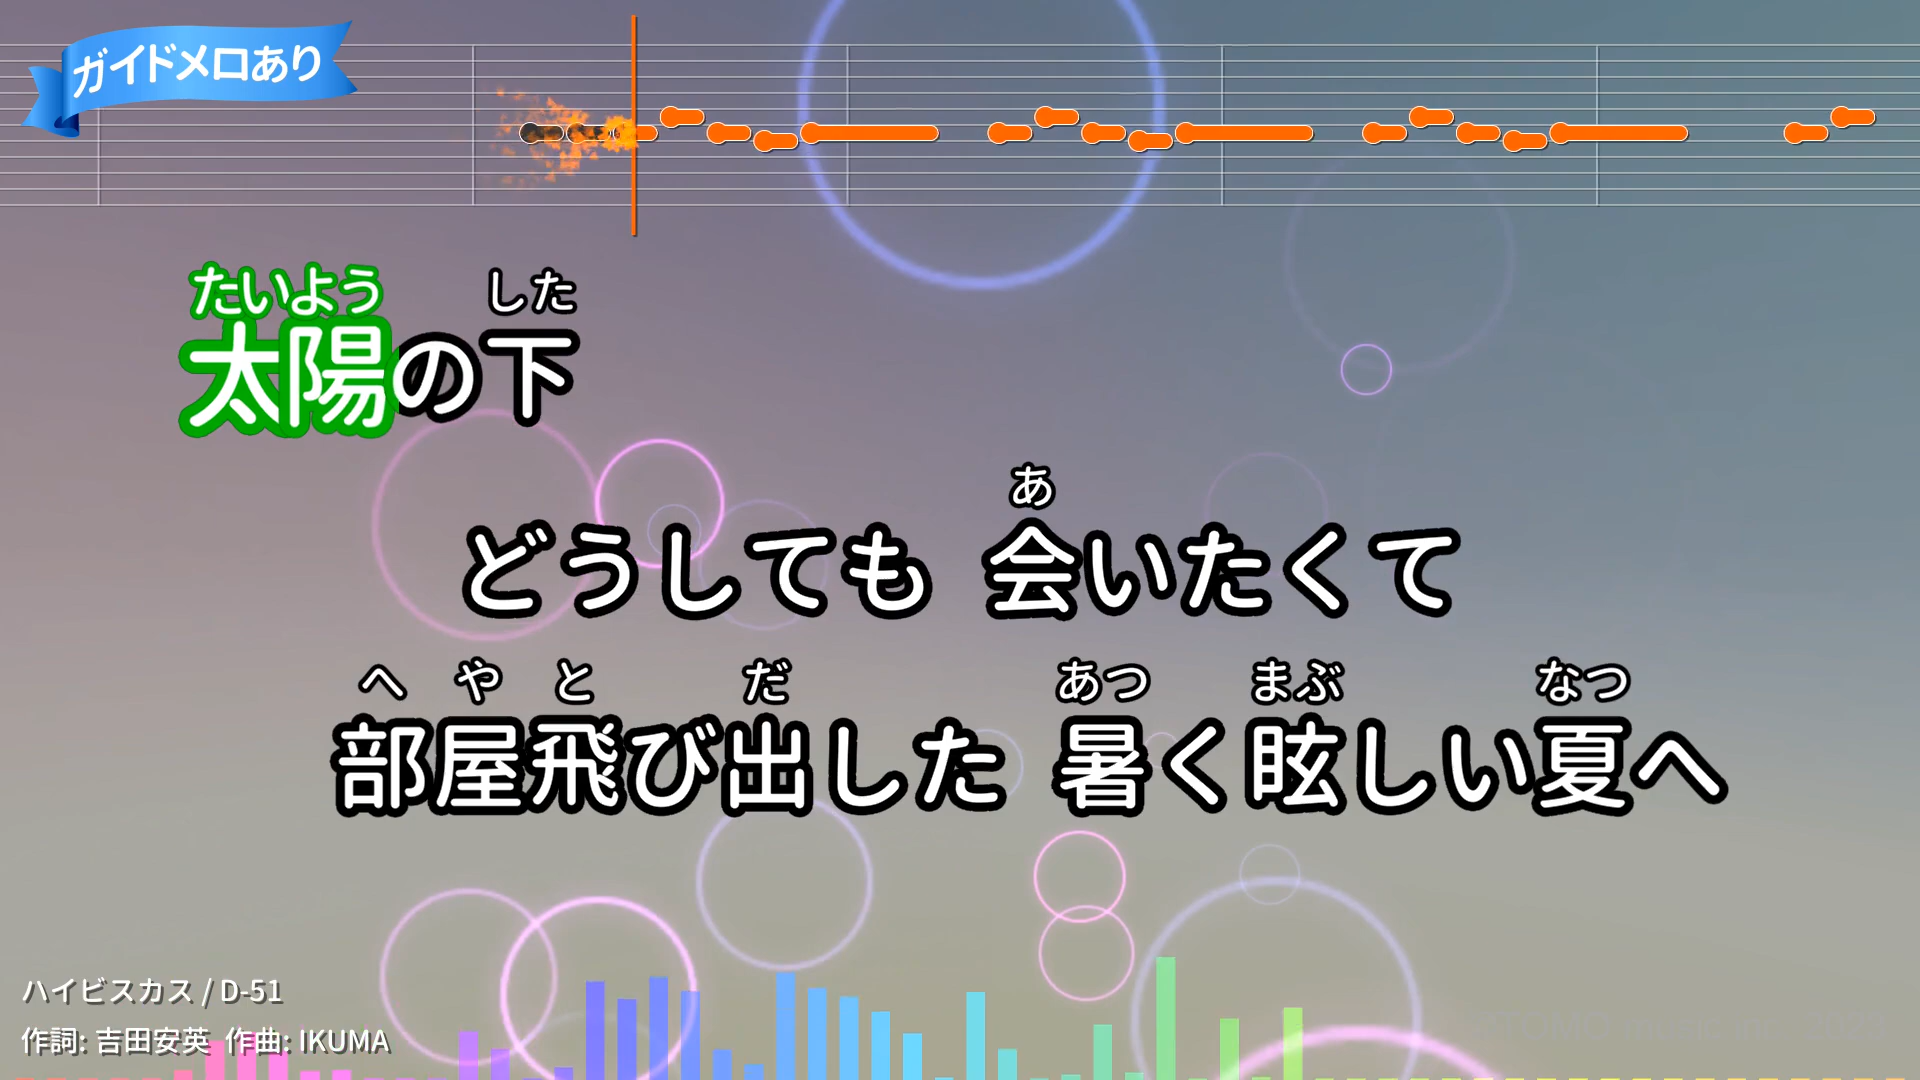 ガイドメロあり
たいよう した
太陽の下
あ
どうしても 会いたくて
へ や と だ あつ まぶ なつ
部屋飛び出した 暑く眩しい夏へ
ハイビスカス / D-51
作詞: 吉田安英 作曲: IKUMA